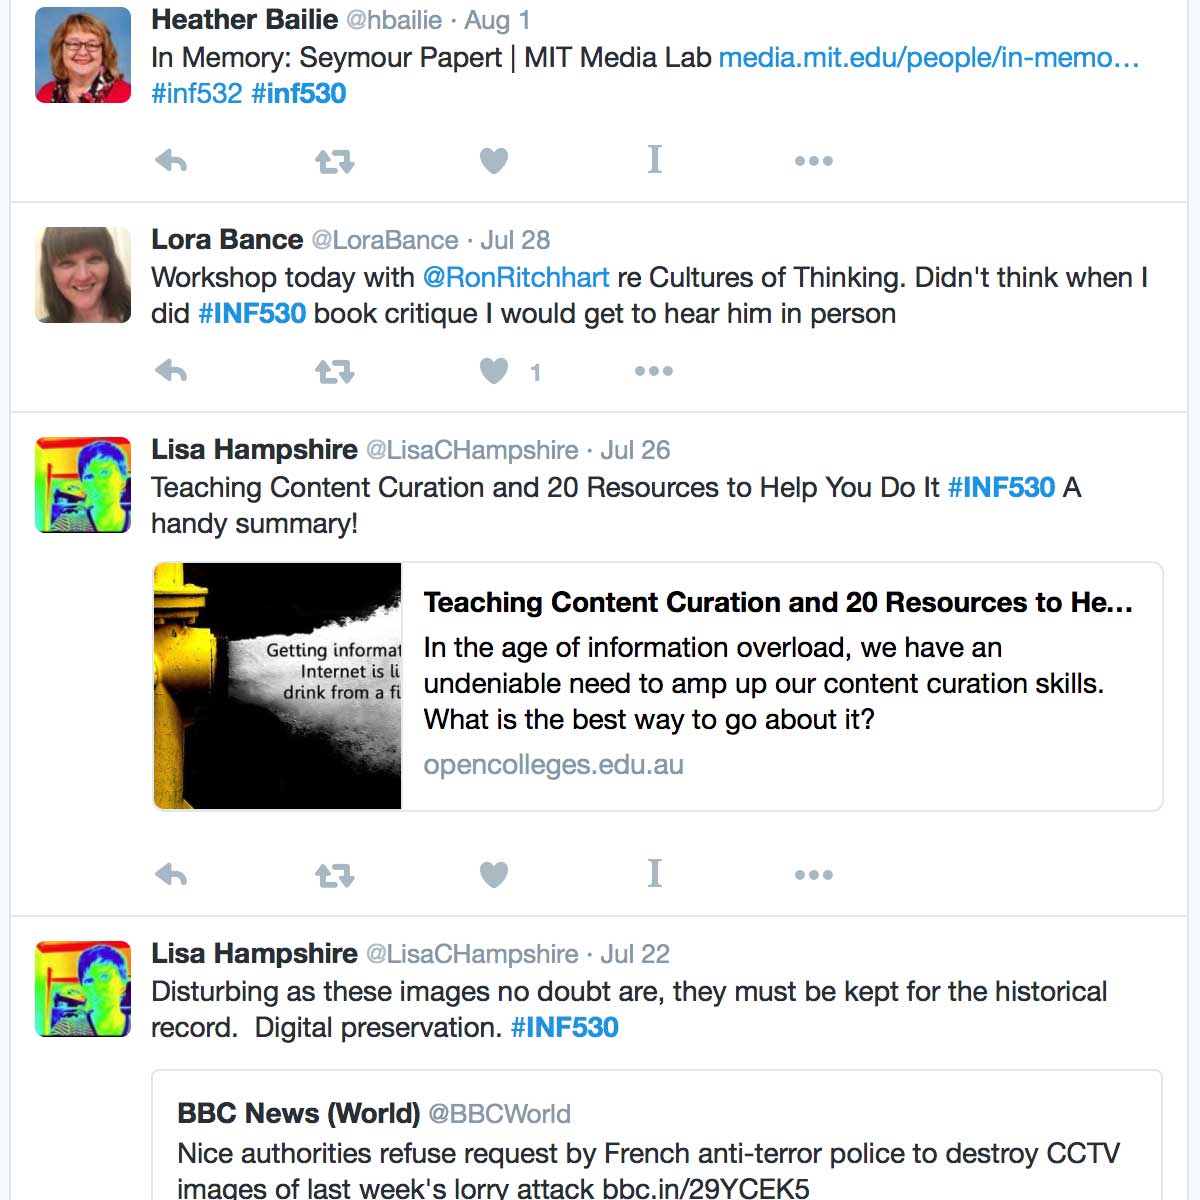 Heather Bailie @hbailie · Aug 1
In Memory: Seymour Papert | MIT Media Lab media.mit.edu/people/in-memo…
#inf532 #inf530
Lora Bance @LoraBance · Jul 28
Workshop today with @RonRitchhart re Cultures of Thinking. Didn't think when I
did #INF530 book critique I would get to hear him in person
1
Lisa Hampshire @LisaCHampshire · Jul 26
Teaching Content Curation and 20 Resources to Help You Do It #INF530 A
handy summary!
Getting informat
Internet is li
drink from a fi
Teaching Content Curation and 20 Resources to He...
In the age of information overload, we have an
undeniable need to amp up our content curation skills.
What is the best way to go about it?
opencolleges.edu.au
Lisa Hampshire @LisaCHampshire · Jul 22
Disturbing as these images no doubt are, they must be kept for the historical
record.  Digital preservation. #INF530
BBC News (World) @BBCWorld
Nice authorities refuse request by French anti-terror police to destroy CCTV
images of last week's lorry attack bbc.in/29YCEK5